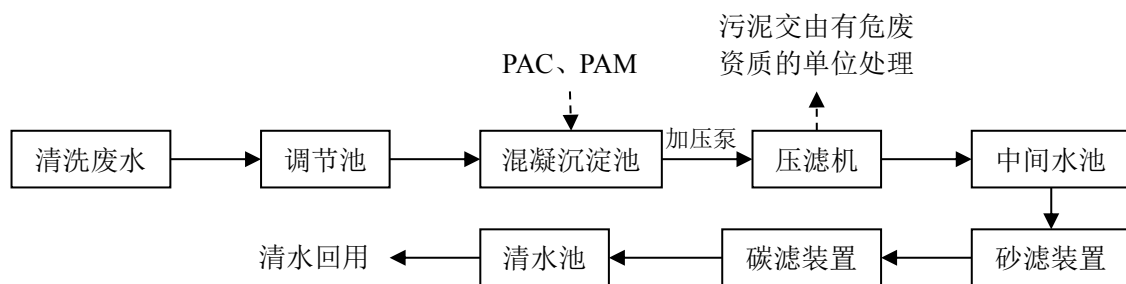 污泥交由有危废
资质的单位处理
PAC、PAM
清洗废水
调节池
混凝沉淀池
加压泵
压滤机
中间水池
清水回用
清水池
碳滤装置
砂滤装置